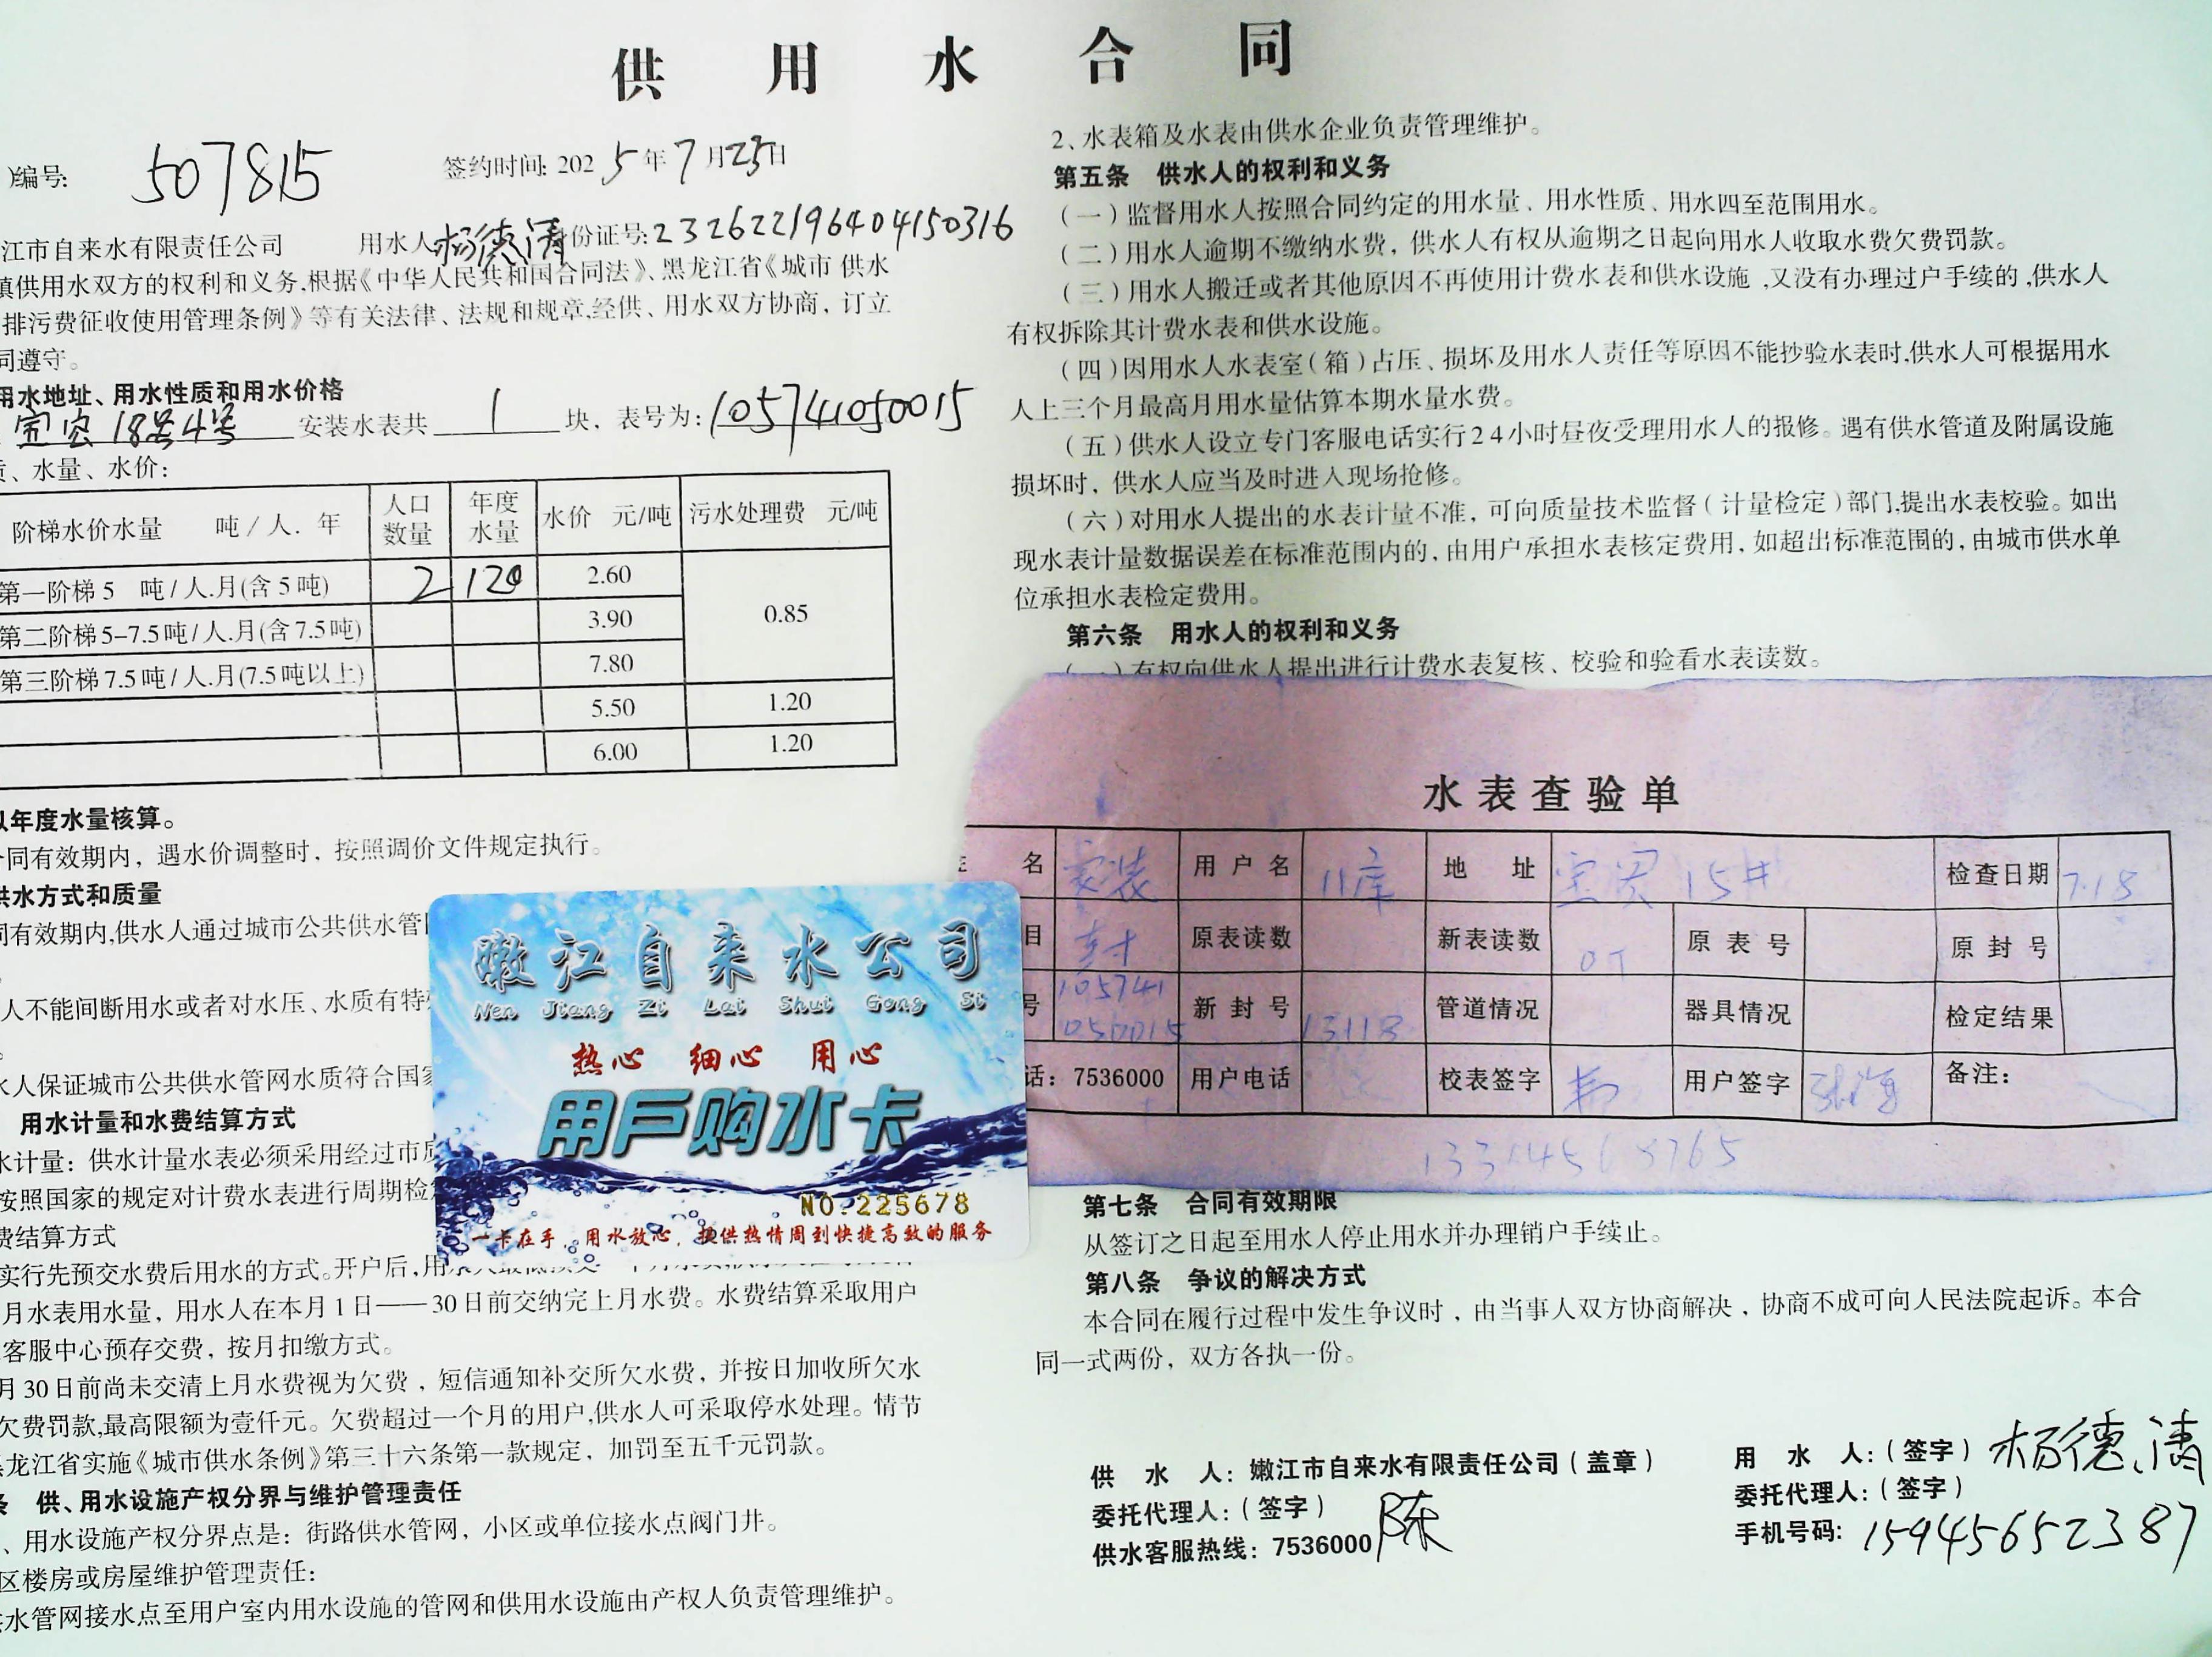 供用水合同
编号: 507815 签约时间: 2025年7月25日
江市自来水有限责任公司 用水人 杨德清 份证号: 232622196404150316
供用水双方的权利和义务,根据《中华人民共和国合同法》、黑龙江省《城市 供水
排污费征收使用管理条例》等有关法律、法规和规章,经供、用水双方协商，订立
同遵守。
用水地址、用水性质和用水价格
18号4号 安装水表共 1 块，表号为: 105741050015
、水量、水价:
阶梯水价水量 吨/人. 年 人口数量 年度水量 水价 元/吨 污水处理费 元/吨
第一阶梯 5 吨/人.月(含 5 吨) 2 120 2.60 0.85
第二阶梯 5-7.5吨/人.月(含 7.5吨) 3.90
第三阶梯 7.5吨/人.月(7.5吨以上) 7.80
5.50 1.20
6.00 1.20
以年度水量核算。
同有效期内，遇水价调整时，按照调价文件规定执行。
供水方式和质量
同有效期内,供水人通过城市公共供水管
人不能间断用水或者对水压、水质有特
水人保证城市公共供水管网水质符合国家
用水计量和水费结算方式
水计量：供水计量水表必须采用经过市质
按照国家的规定对计费水表进行周期检
费结算方式
实行先预交水费后用水的方式。开户后,用
月水表用水量，用水人在本月1日——30日前交纳完上月水费。水费结算采取用户
客服中心预存交费，按月扣缴方式。
月30日前尚未交清上月水费视为欠费，短信通知补交所欠水费，并按日加收所欠水
欠费罚款,最高限额为壹仟元。欠费超过一个月的用户,供水人可采取停水处理。情节
龙江省实施《城市供水条例》第三十六条第一款规定，加罚至五千元罚款。
条 供、用水设施产权分界与维护管理责任
、用水设施产权分界点是：街路供水管网，小区或单位接水点阀门井。
区楼房或房屋维护管理责任：
水管网接水点至用户室内用水设施的管网和供用水设施由产权人负责管理维护。
2、水表箱及水表由供水企业负责管理维护。
第五条 供水人的权利和义务
（一）监督用水人按照合同约定的用水量、用水性质、用水四至范围用水。
（二）用水人逾期不缴纳水费，供水人有权从逾期之日起向用水人收取水费欠费罚款。
（三）用水人搬迁或者其他原因不再使用计费水表和供水设施,又没有办理过户手续的,供水人
有权拆除其计费水表和供水设施。
（四）因用水人水表室(箱)占压、损坏及用水人责任等原因不能抄验水表时,供水人可根据用水
人上三个月最高月用水量估算本期水量水费。
（五）供水人设立专门客服电话实行24小时昼夜受理用水人的报修。遇有供水管道及附属设施
损坏时，供水人应当及时进入现场抢修。
（六）对用水人提出的水表计量不准，可向质量技术监督(计量检定)部门,提出水表校验。如出
现水表计量数据误差在标准范围内的，由用户承担水表核定费用，如超出标准范围的，由城市供水单
位承担水表检定费用。
第六条 用水人的权利和义务
（一）有权向供水人提出进行计费水表复核、校验和验看水表读数。
水表查验单
名 用户名 地址 15# 检查日期 7.18
目 原表读数 新表读数 原表号 原封号
号 105741050015 新封号 13113 管道情况 器具情况 检定结果
话：7536000 用户电话 校表签字 用户签字 备注：
嫩江自来水公司
Nen Jiang Zi Lai Shui Gong Si
热心 细心 用心
用戶购水卡
NO.225678
一卡在手，用水放心，提供热情周到快捷高效的服务
第七条 合同有效期限
从签订之日起至用水人停止用水并办理销户手续止。
第八条 争议的解决方式
本合同在履行过程中发生争议时，由当事人双方协商解决，协商不成可向人民法院起诉。本合
同一式两份，双方各执一份。
供水人：嫩江市自来水有限责任公司（盖章）
委托代理人:（签字）陈
供水客服热线：7536000
用水人:（签字）杨德清
委托代理人:（签字）
手机号码: 15945652387